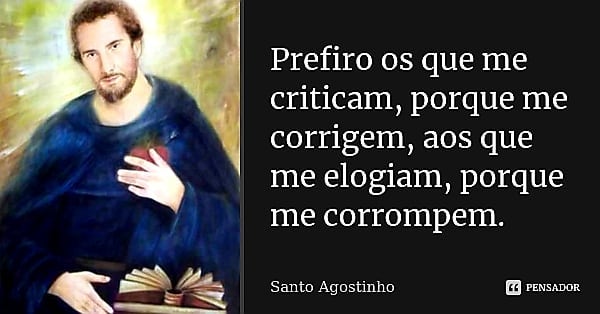 Prefiro os que me
criticam, porque me
corrigem, aos que
me elogiam, porque
me corrompem.
Santo Agostinho
PENSADOR